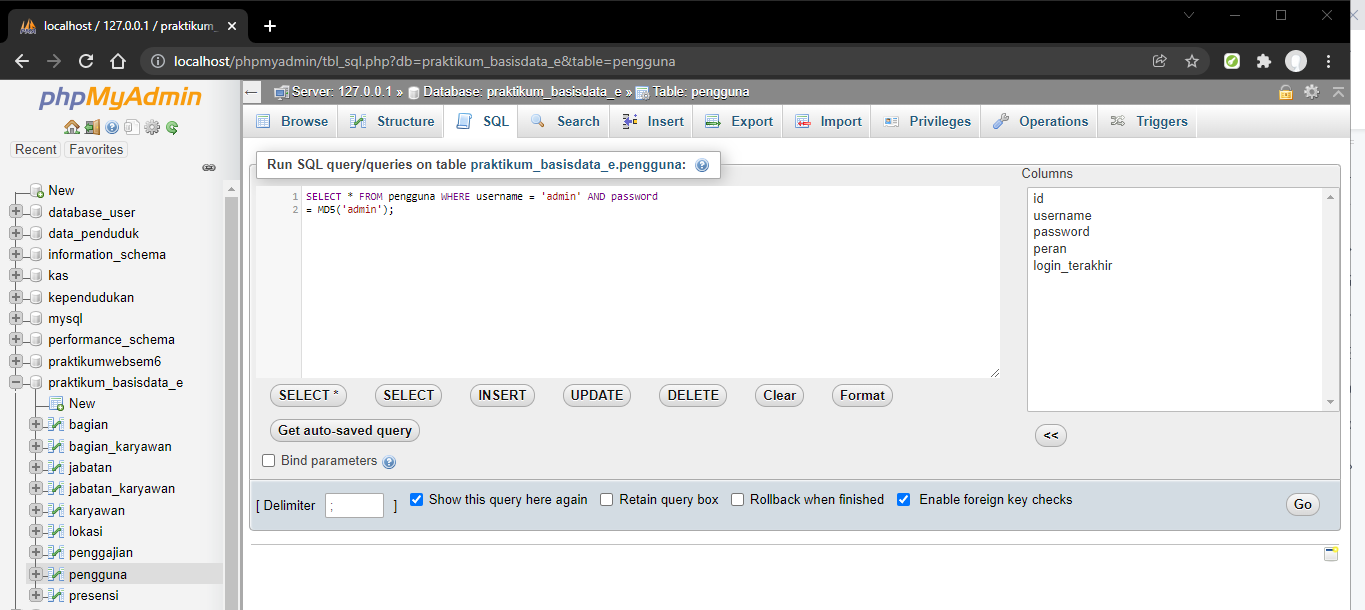 localhost / 127.0.0.1 / praktikum_
localhost/phpmyadmin/tbl_sql.php?db=praktikum_basisdata_e&table=pengguna
phpMyAdmin
Recent Favorites
New
database_user
data_penduduk
information_schema
kas
kependudukan
mysql
performance_schema
praktikumwebsem6
praktikum_basisdata_e
New
bagian
bagian_karyawan
jabatan
jabatan_karyawan
karyawan
lokasi
penggajian
pengguna
presensi
Server: 127.0.0.1 » Database: praktikum_basisdata_e » Table: pengguna
Browse Structure SQL Search Insert Export Import Privileges Operations Triggers
Run SQL query/queries on table praktikum_basisdata_e.pengguna:
1 SELECT * FROM pengguna WHERE username = 'admin' AND password
2 = MD5('admin');
Columns
id
username
password
peran
login_terakhir
SELECT * SELECT INSERT UPDATE DELETE Clear Format
Get auto-saved query
<<
Bind parameters
[ Delimiter ; ] Show this query here again Retain query box Rollback when finished Enable foreign key checks Go